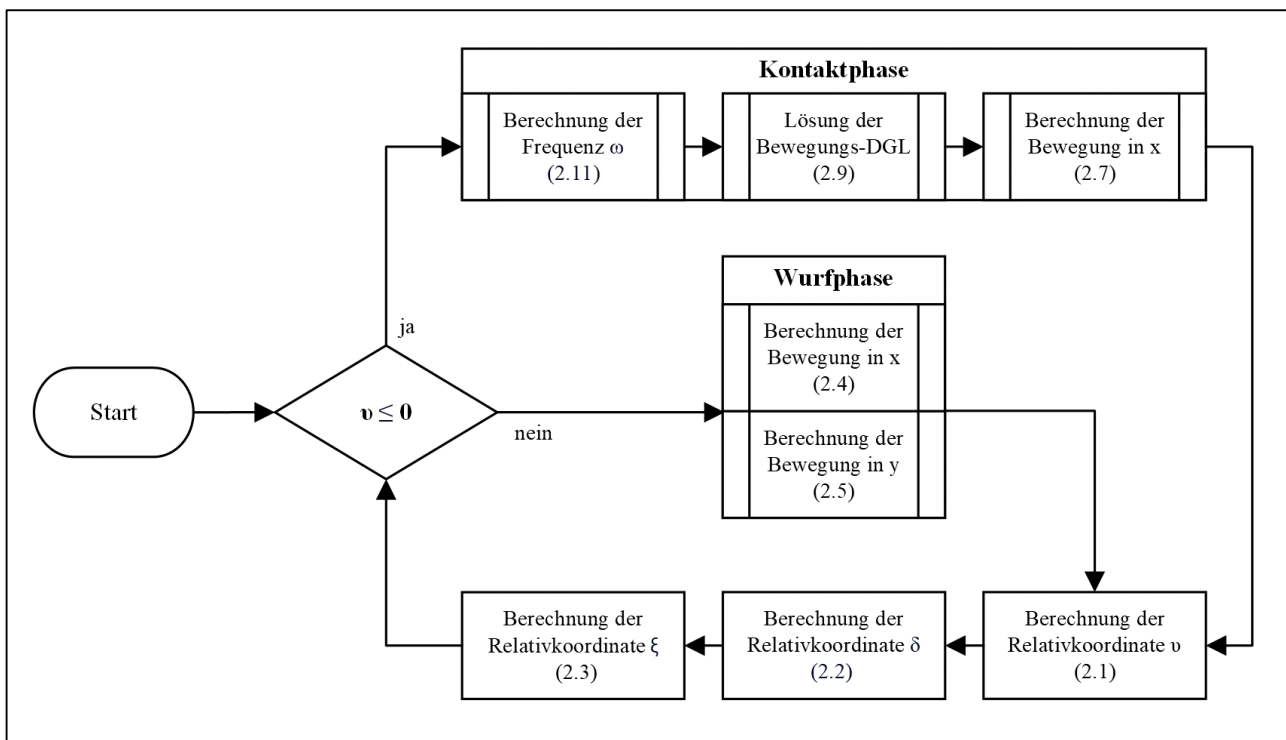 Kontaktphase
Berechnung der
Frequenz ω
(2.11)
Lösung der
Bewegungs-DGL
(2.9)
Berechnung der
Bewegung in x
(2.7)
Wurfphase
Berechnung der
Bewegung in x
(2.4)
Berechnung der
Bewegung in y
(2.5)
ja
Start
υ ≤ 0
nein
Berechnung der
Relativkoordinate ξ
(2.3)
Berechnung der
Relativkoordinate δ
(2.2)
Berechnung der
Relativkoordinate υ
(2.1)